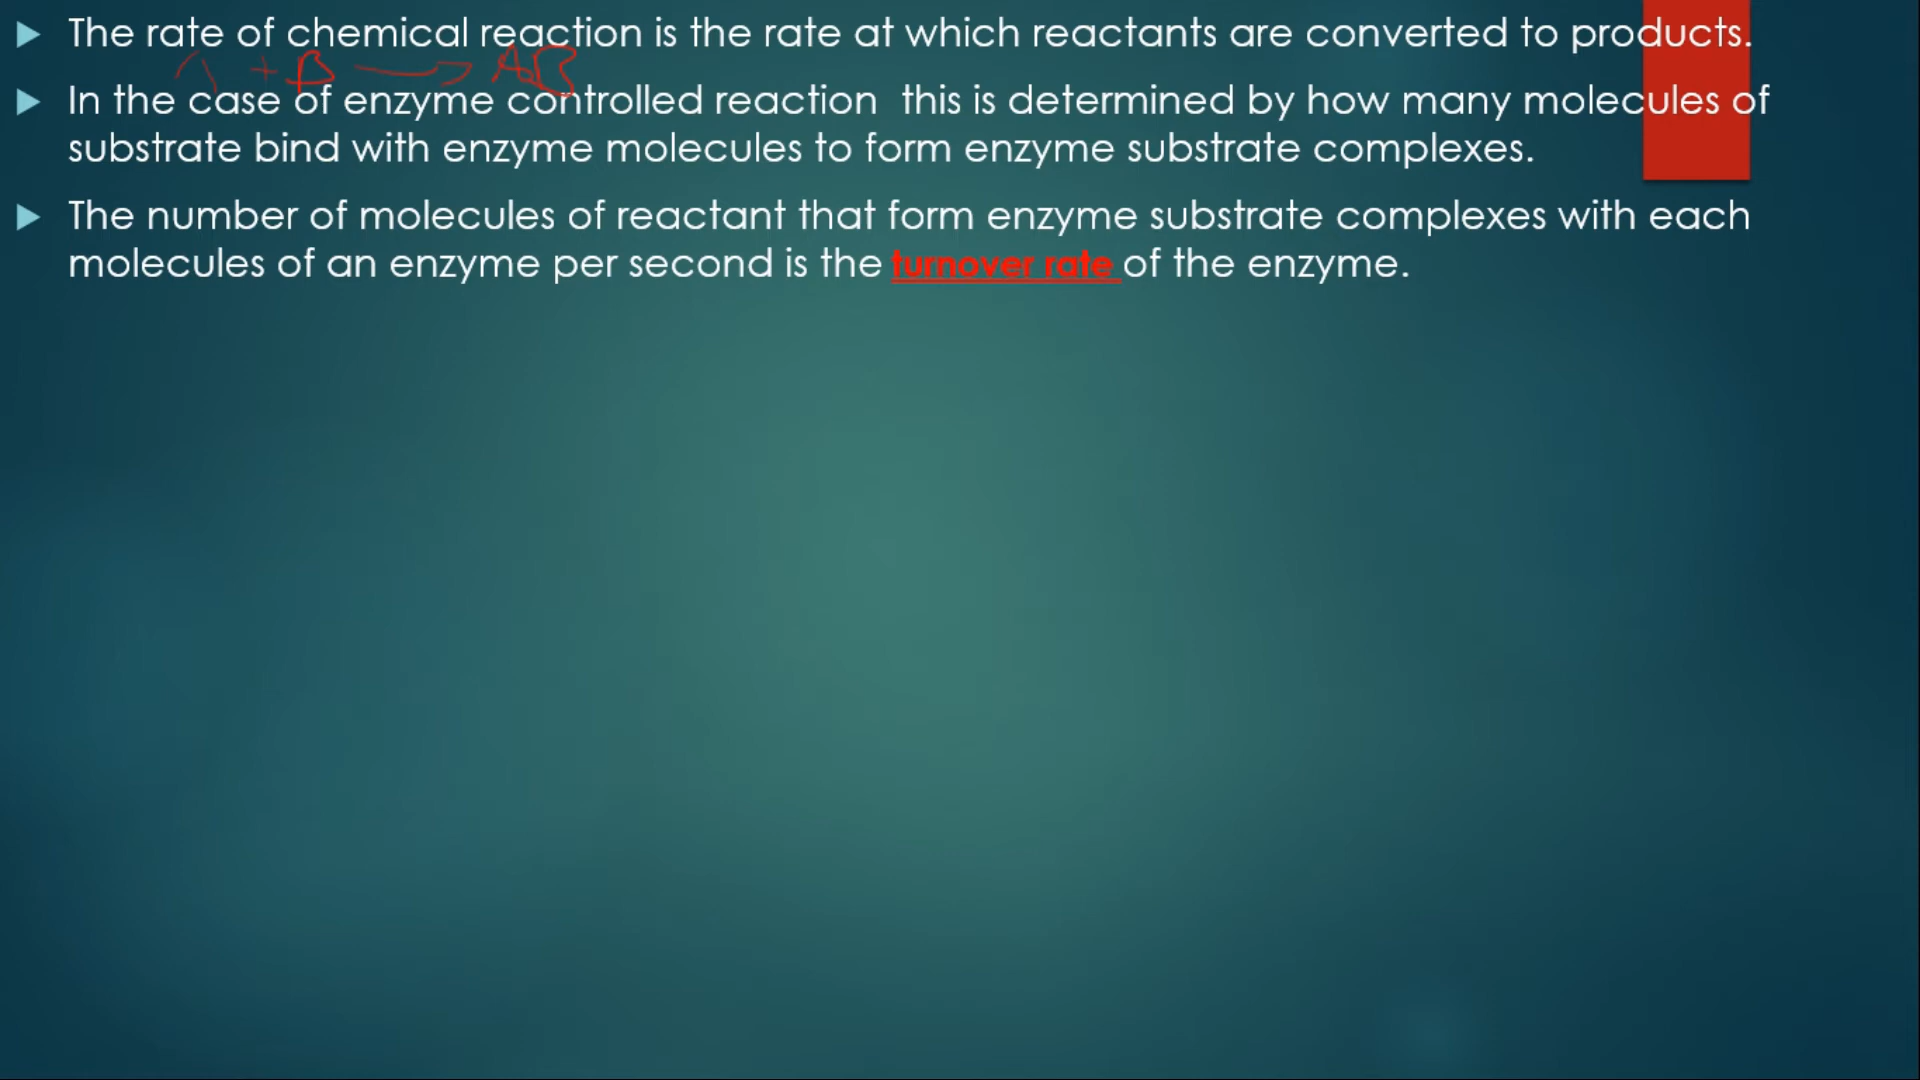 The rate of chemical reaction is the rate at which reactants are converted to products.
A + B → AB
In the case of enzyme controlled reaction this is determined by how many molecules of
substrate bind with enzyme molecules to form enzyme substrate complexes.
The number of molecules of reactant that form enzyme substrate complexes with each
molecules of an enzyme per second is the turnover rate of the enzyme.